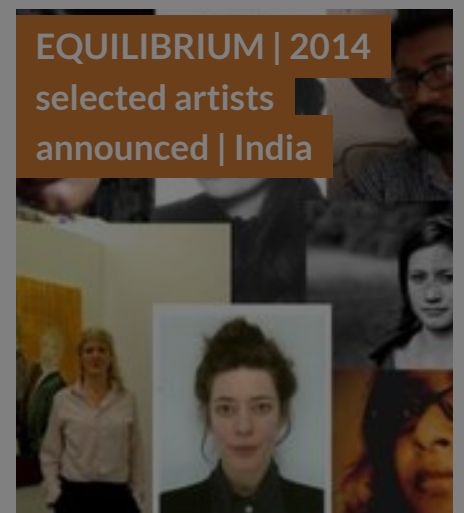 EQUILIBRIUM | 2014
selected artists
announced | India